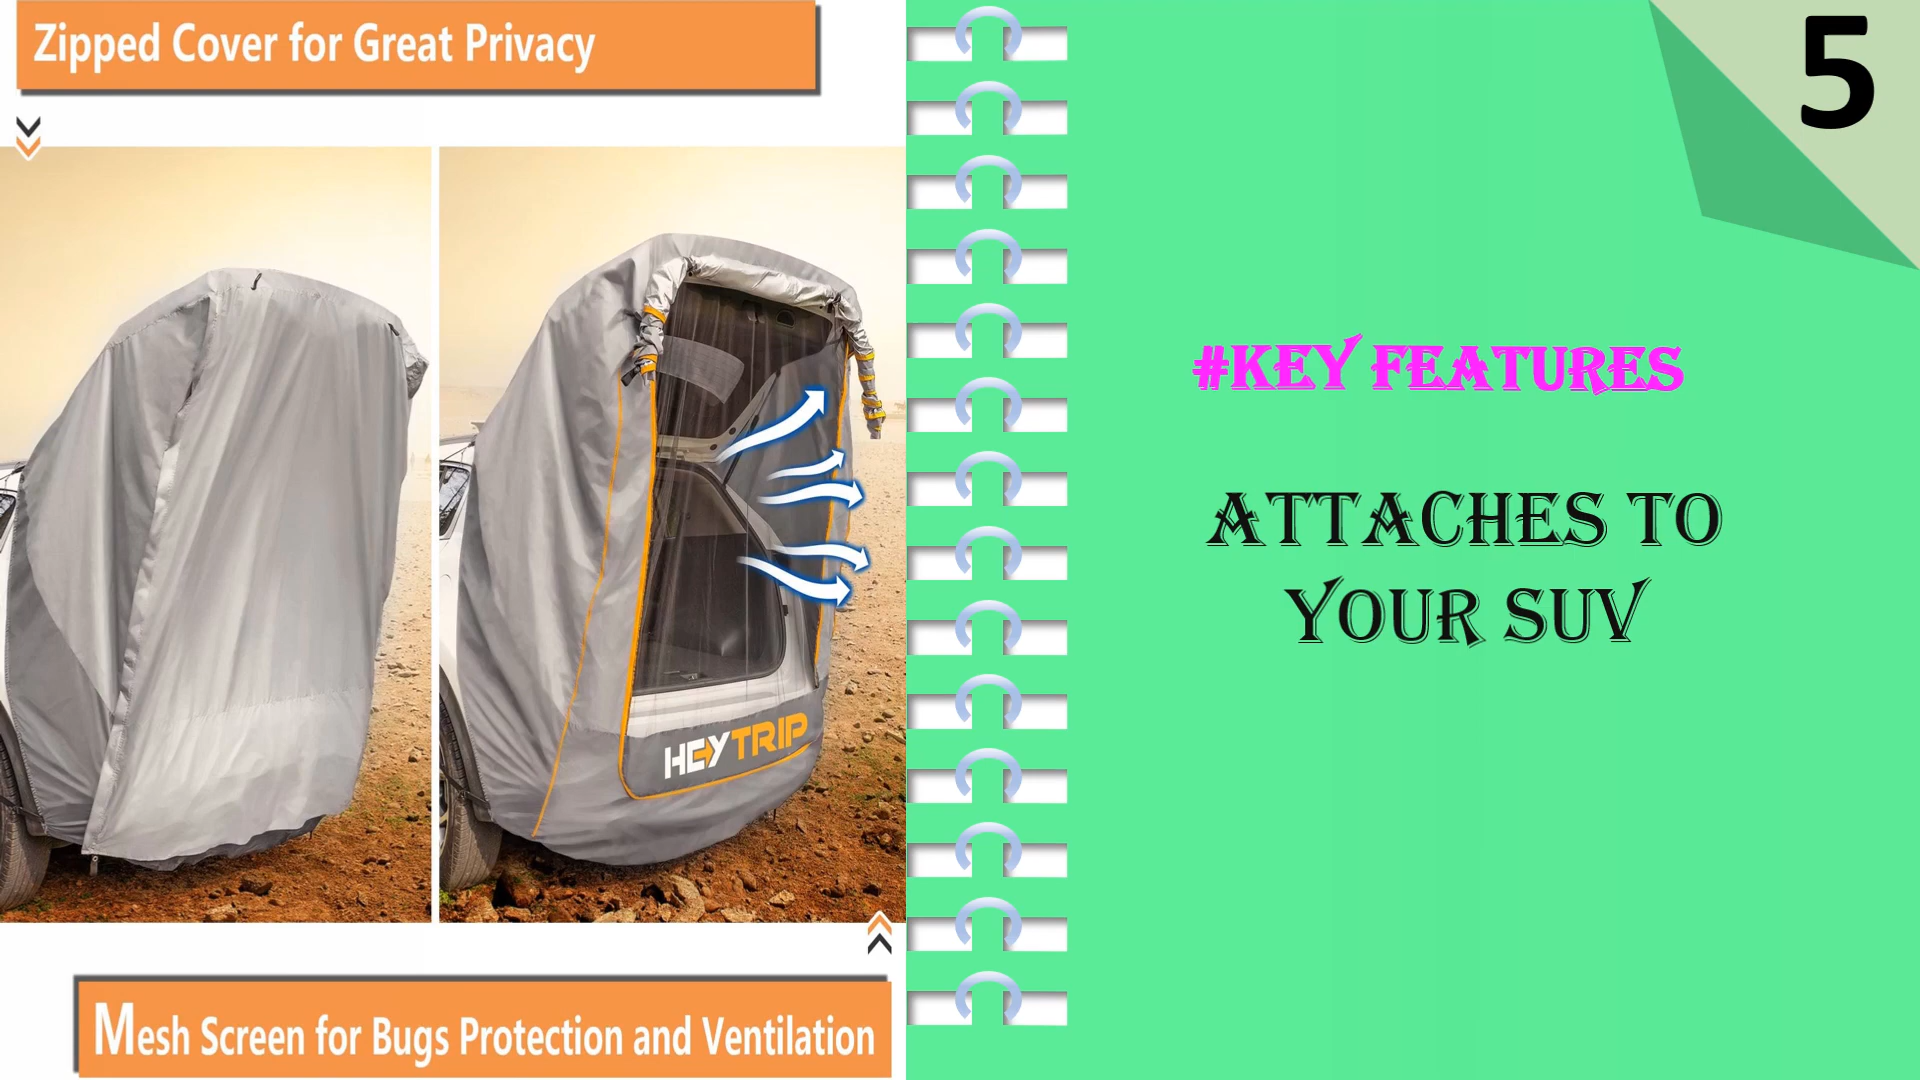 Zipped Cover for Great Privacy
HEYTRIP
Mesh Screen for Bugs Protection and Ventilation
5
#KEY FEATURES
ATTACHES TO
YOUR SUV